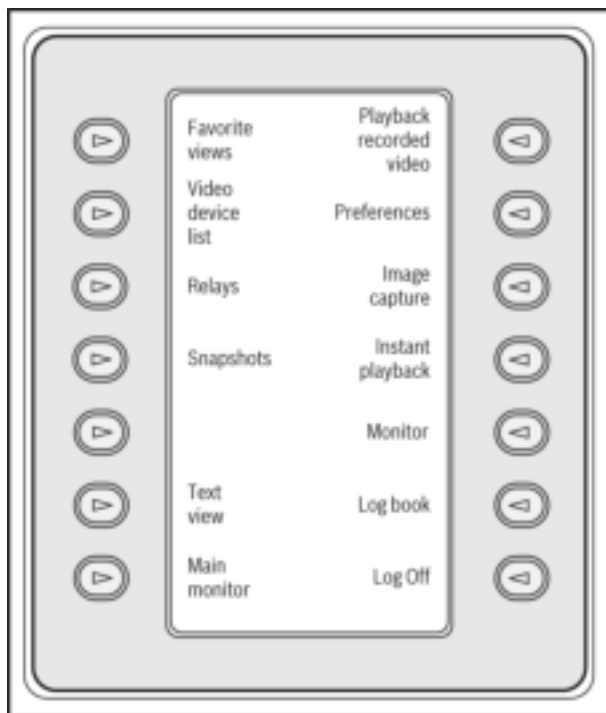 Favorite
views
Video
device
list
Relays
Snapshots
Text
view
Main
monitor
Playback
recorded
video
Preferences
Image
capture
Instant
playback
Monitor
Log book
Log Off